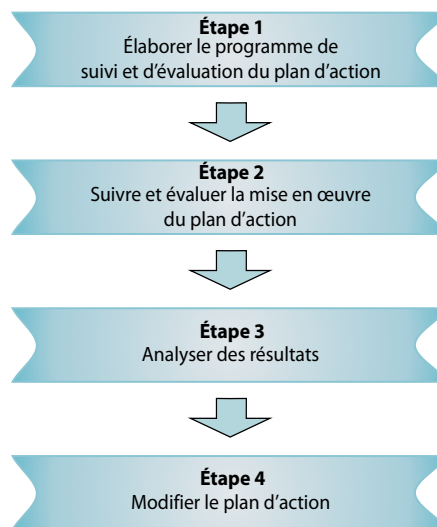 Étape 1
Élaborer le programme de
suivi et d'évaluation du plan d'action
Étape 2
Suivre et évaluer la mise en œuvre
du plan d'action
Étape 3
Analyser des résultats
Étape 4
Modifier le plan d'action